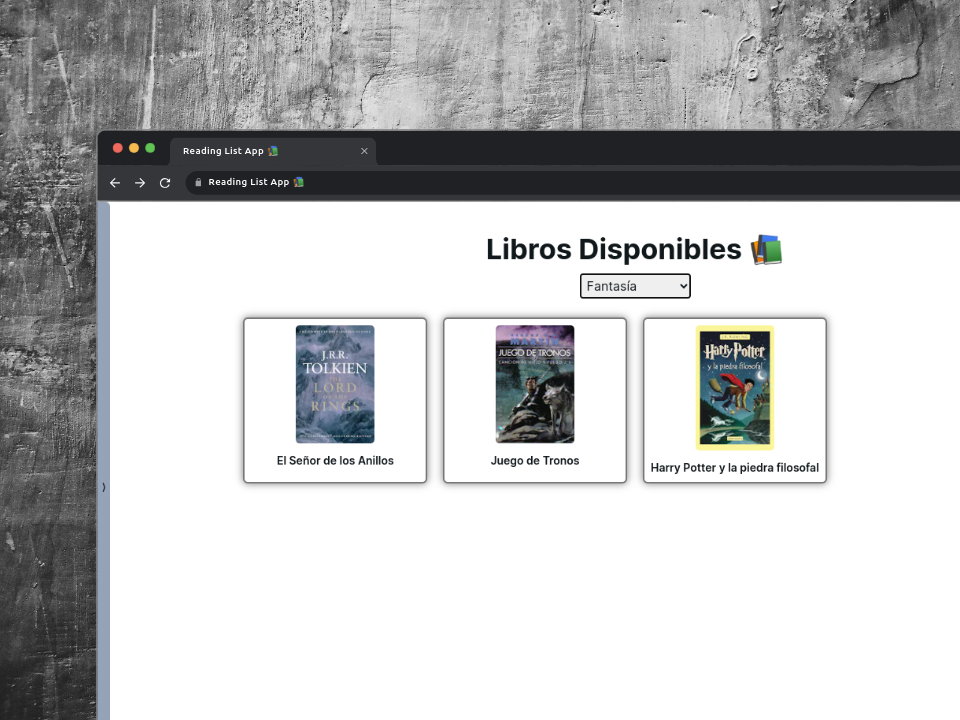 Reading List App
Reading List App
Libros Disponibles
Fantasía
J.R.R.
TOLKIEN
THE
LORD
OF THE
RINGS
El Señor de los Anillos
MARTIN
JUEGO DE TRONOS
Juego de Tronos
Harry Potter
y la piedra filosofal
Harry Potter y la piedra filosofal